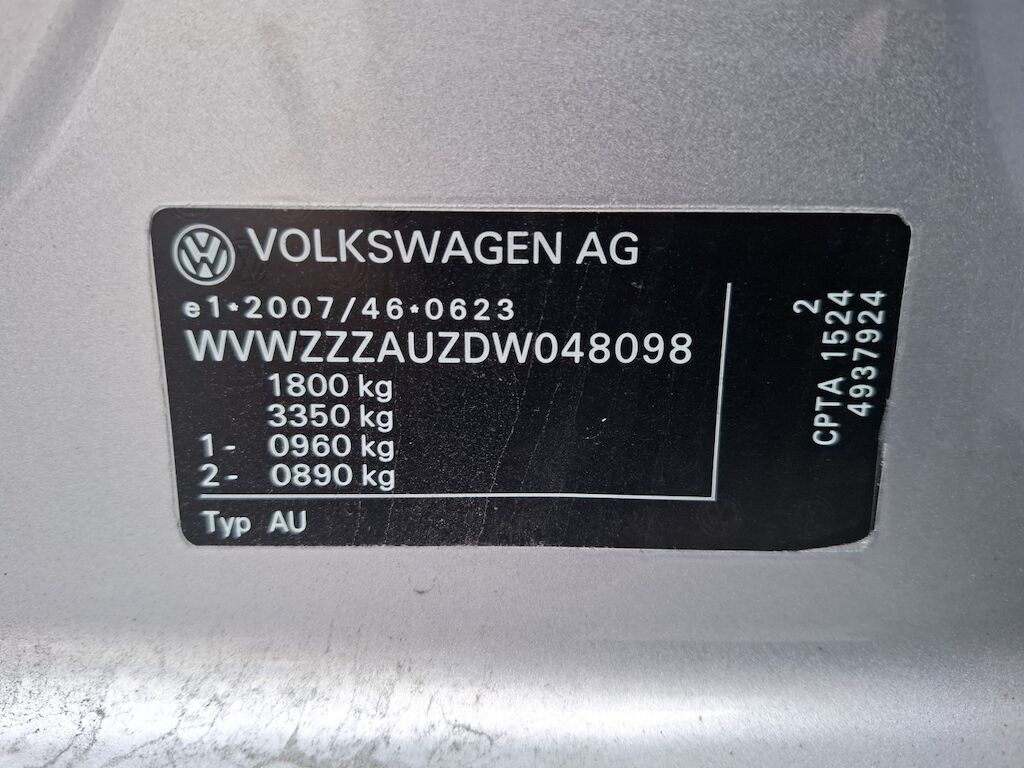 VOLKSWAGEN AG
e1*2007/46*0623
WVWZZZAUZDW048098
1800 kg
3350 kg
1- 0960 kg
2- 0890 kg
Typ AU
2
CPTA 1524
4937924